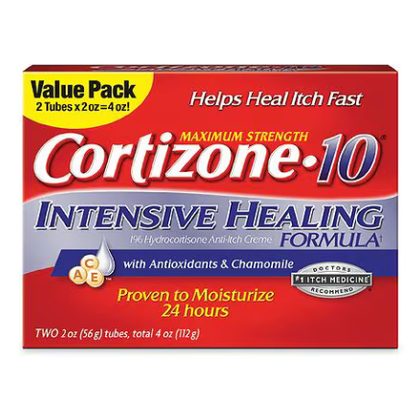 Value Pack
2 Tubes x 2oz = 4oz!
Helps Heal Itch Fast
MAXIMUM STRENGTH
Cortizone•10®
INTENSIVE HEALING
1% Hydrocortisone Anti-Itch Creme
FORMULA†
A C E
with Antioxidants & Chamomile
DOCTORS
#1 ITCH MEDICINE
RECOMMEND
Proven to Moisturize
24 hours
TWO 2 oz (56g) tubes, total 4 oz (112g)